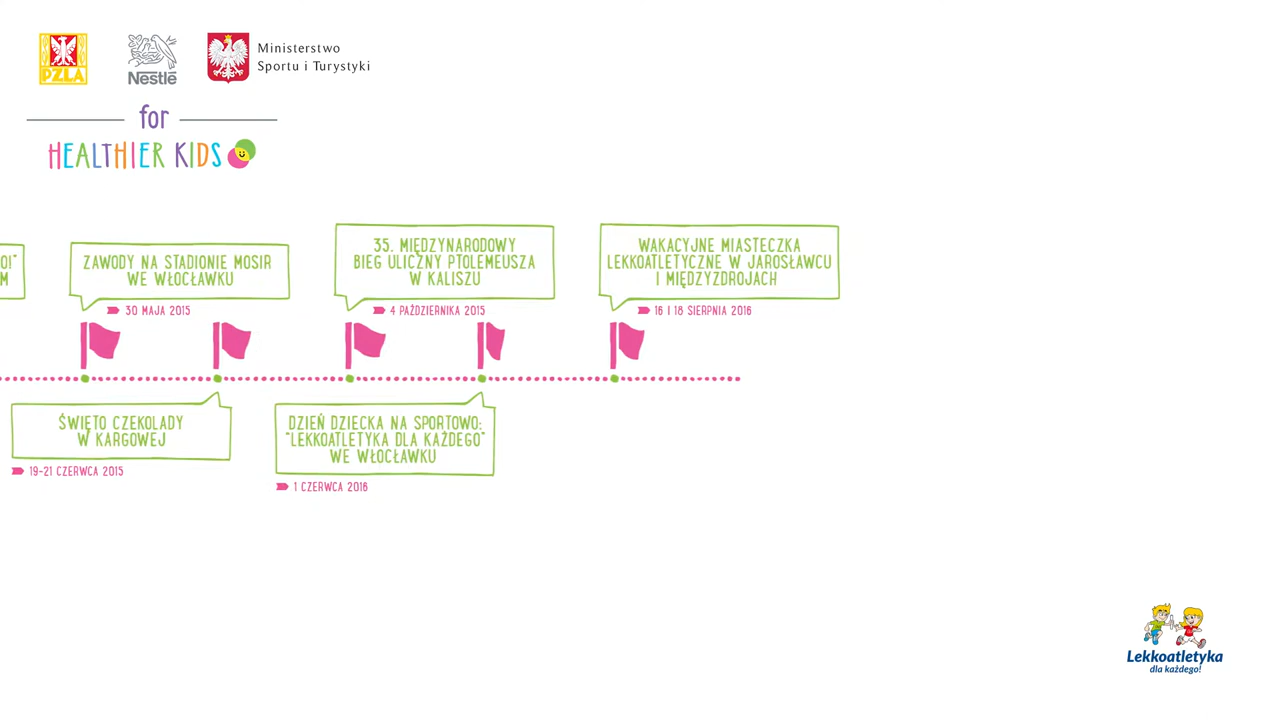 PZLA
Nestlé
Ministerstwo
Sportu i Turystyki
for
HEALTHIER KIDS
O!"
M
ZAWODY NA STADIONIE MOSIR
WE WŁOCŁAWKU
30 MAJA 2015
35. MIĘDZYNARODOWY
BIEG ULICZNY PTOLEMEUSZA
W KALISZU
4 PAŹDZIERNIKA 2015
WAKACYJNE MIASTECZKA
LEKKOATLETYCZNE W JAROSŁAWCU
I MIĘDZYZDROJACH
16 I 18 SIERPNIA 2016
ŚWIĘTO CZEKOLADY
W KARGOWEJ
19-21 CZERWCA 2015
DZIEŃ DZIECKA NA SPORTOWO:
"LEKKOATLETYKA DLA KAŻDEGO"
WE WŁOCŁAWKU
1 CZERWCA 2016
Lekkoatletyka
dla każdego!